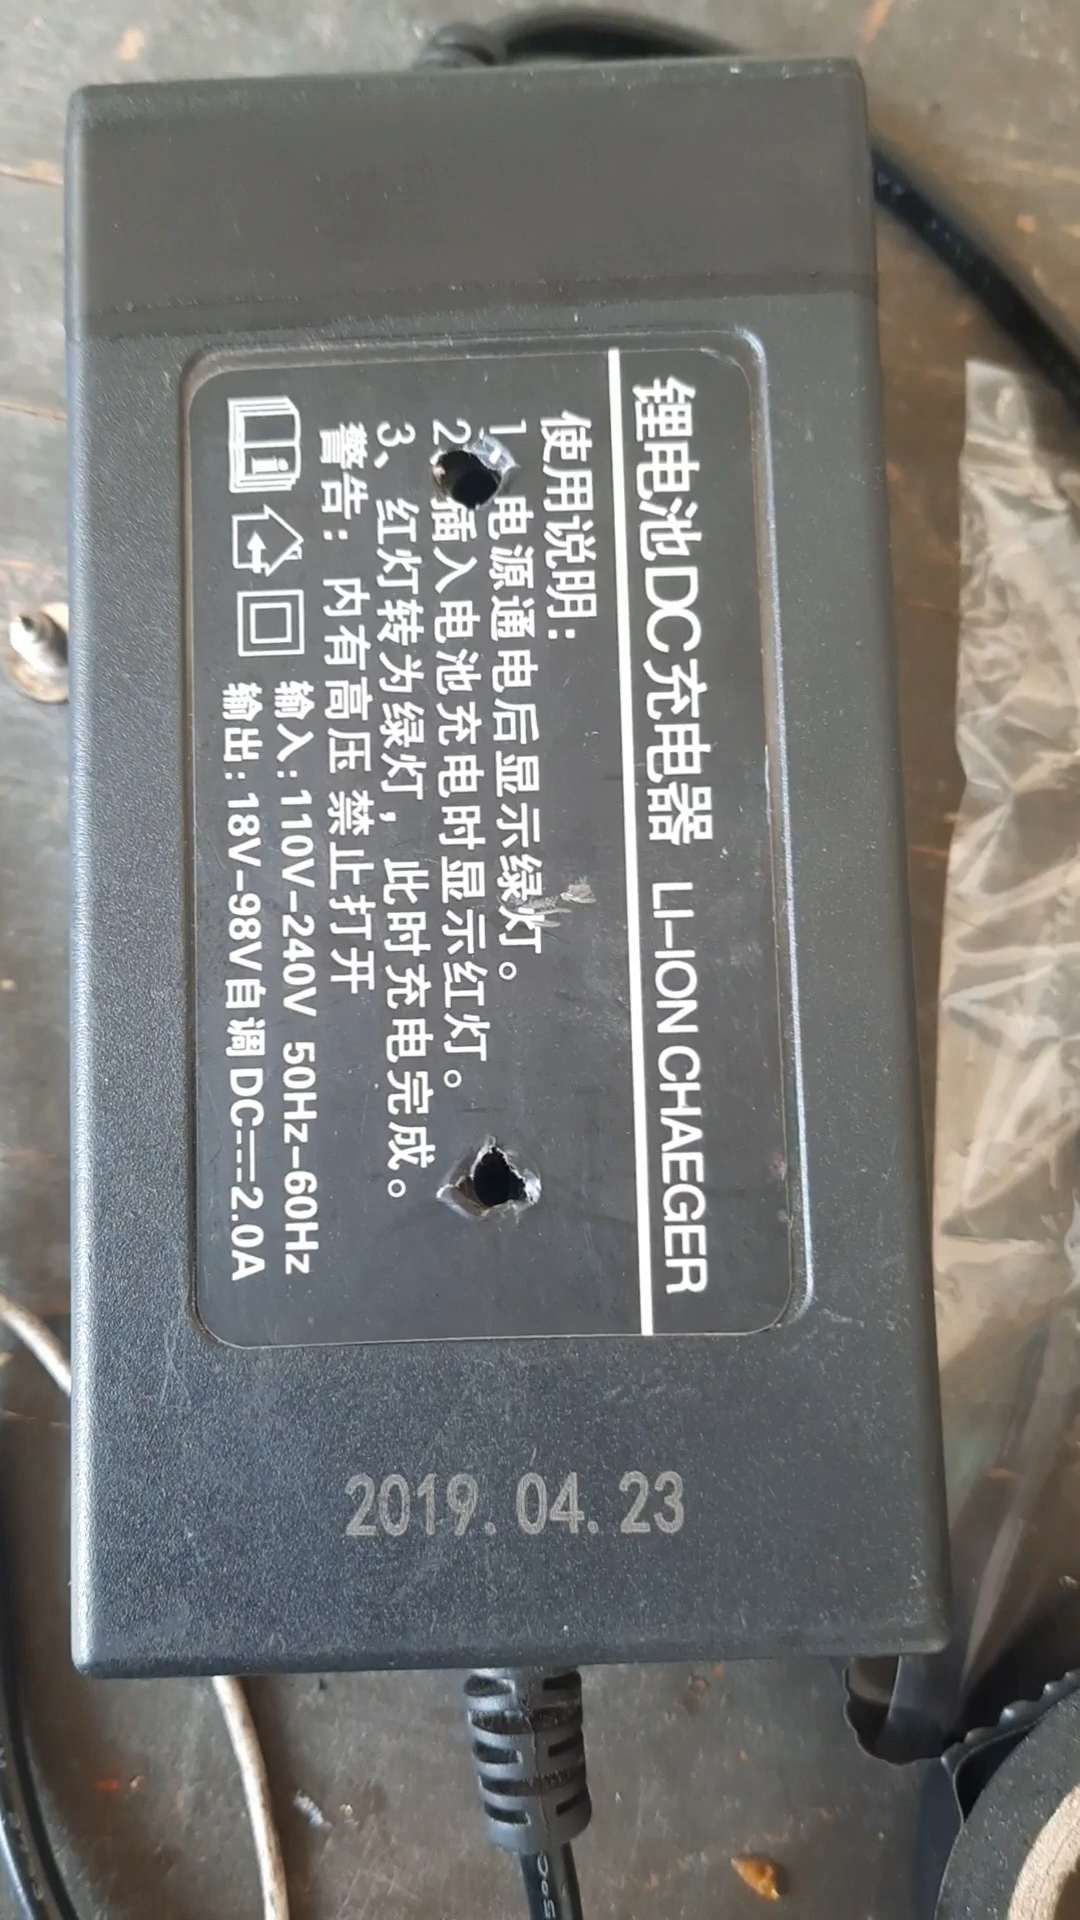 锂电池DC充电器 LI-ION CHAEGER
使用说明：
1、电源通电后显示绿灯。
2、插入电池充电时显示红灯。
3、红灯转为绿灯，此时充电完成。
警告：内有高压禁止打开
输入：110V-240V 50Hz-60Hz
输出：18V-98V自调DC⎓2.0A
2019.04.23